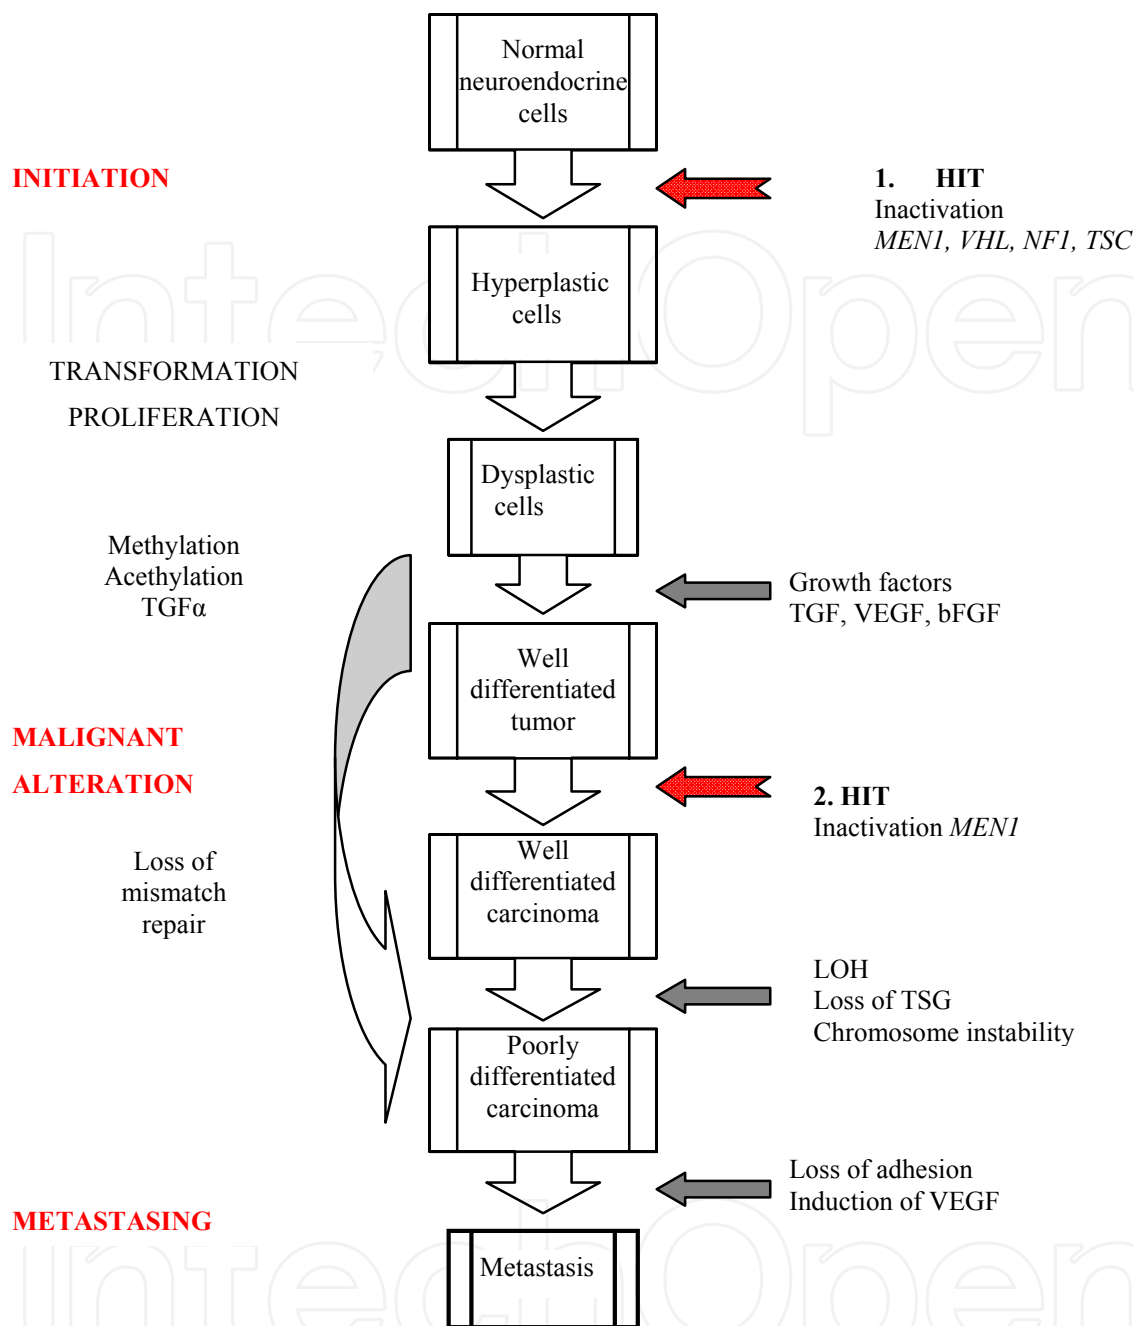 Normal
neuroendocrine
cells
INITIATION
1. HIT
Inactivation
MEN1, VHL, NF1, TSC
Hyperplastic
cells
TRANSFORMATION
PROLIFERATION
Dysplastic
cells
Methylation
Acethylation
TGFα
Growth factors
TGF, VEGF, bFGF
Well
differentiated
tumor
MALIGNANT
ALTERATION
2. HIT
Inactivation MEN1
Well
differentiated
carcinoma
Loss of
mismatch
repair
LOH
Loss of TSG
Chromosome instability
Poorly
differentiated
carcinoma
Loss of adhesion
Induction of VEGF
METASTASING
Metastasis
IntechOpen
IntechOpen